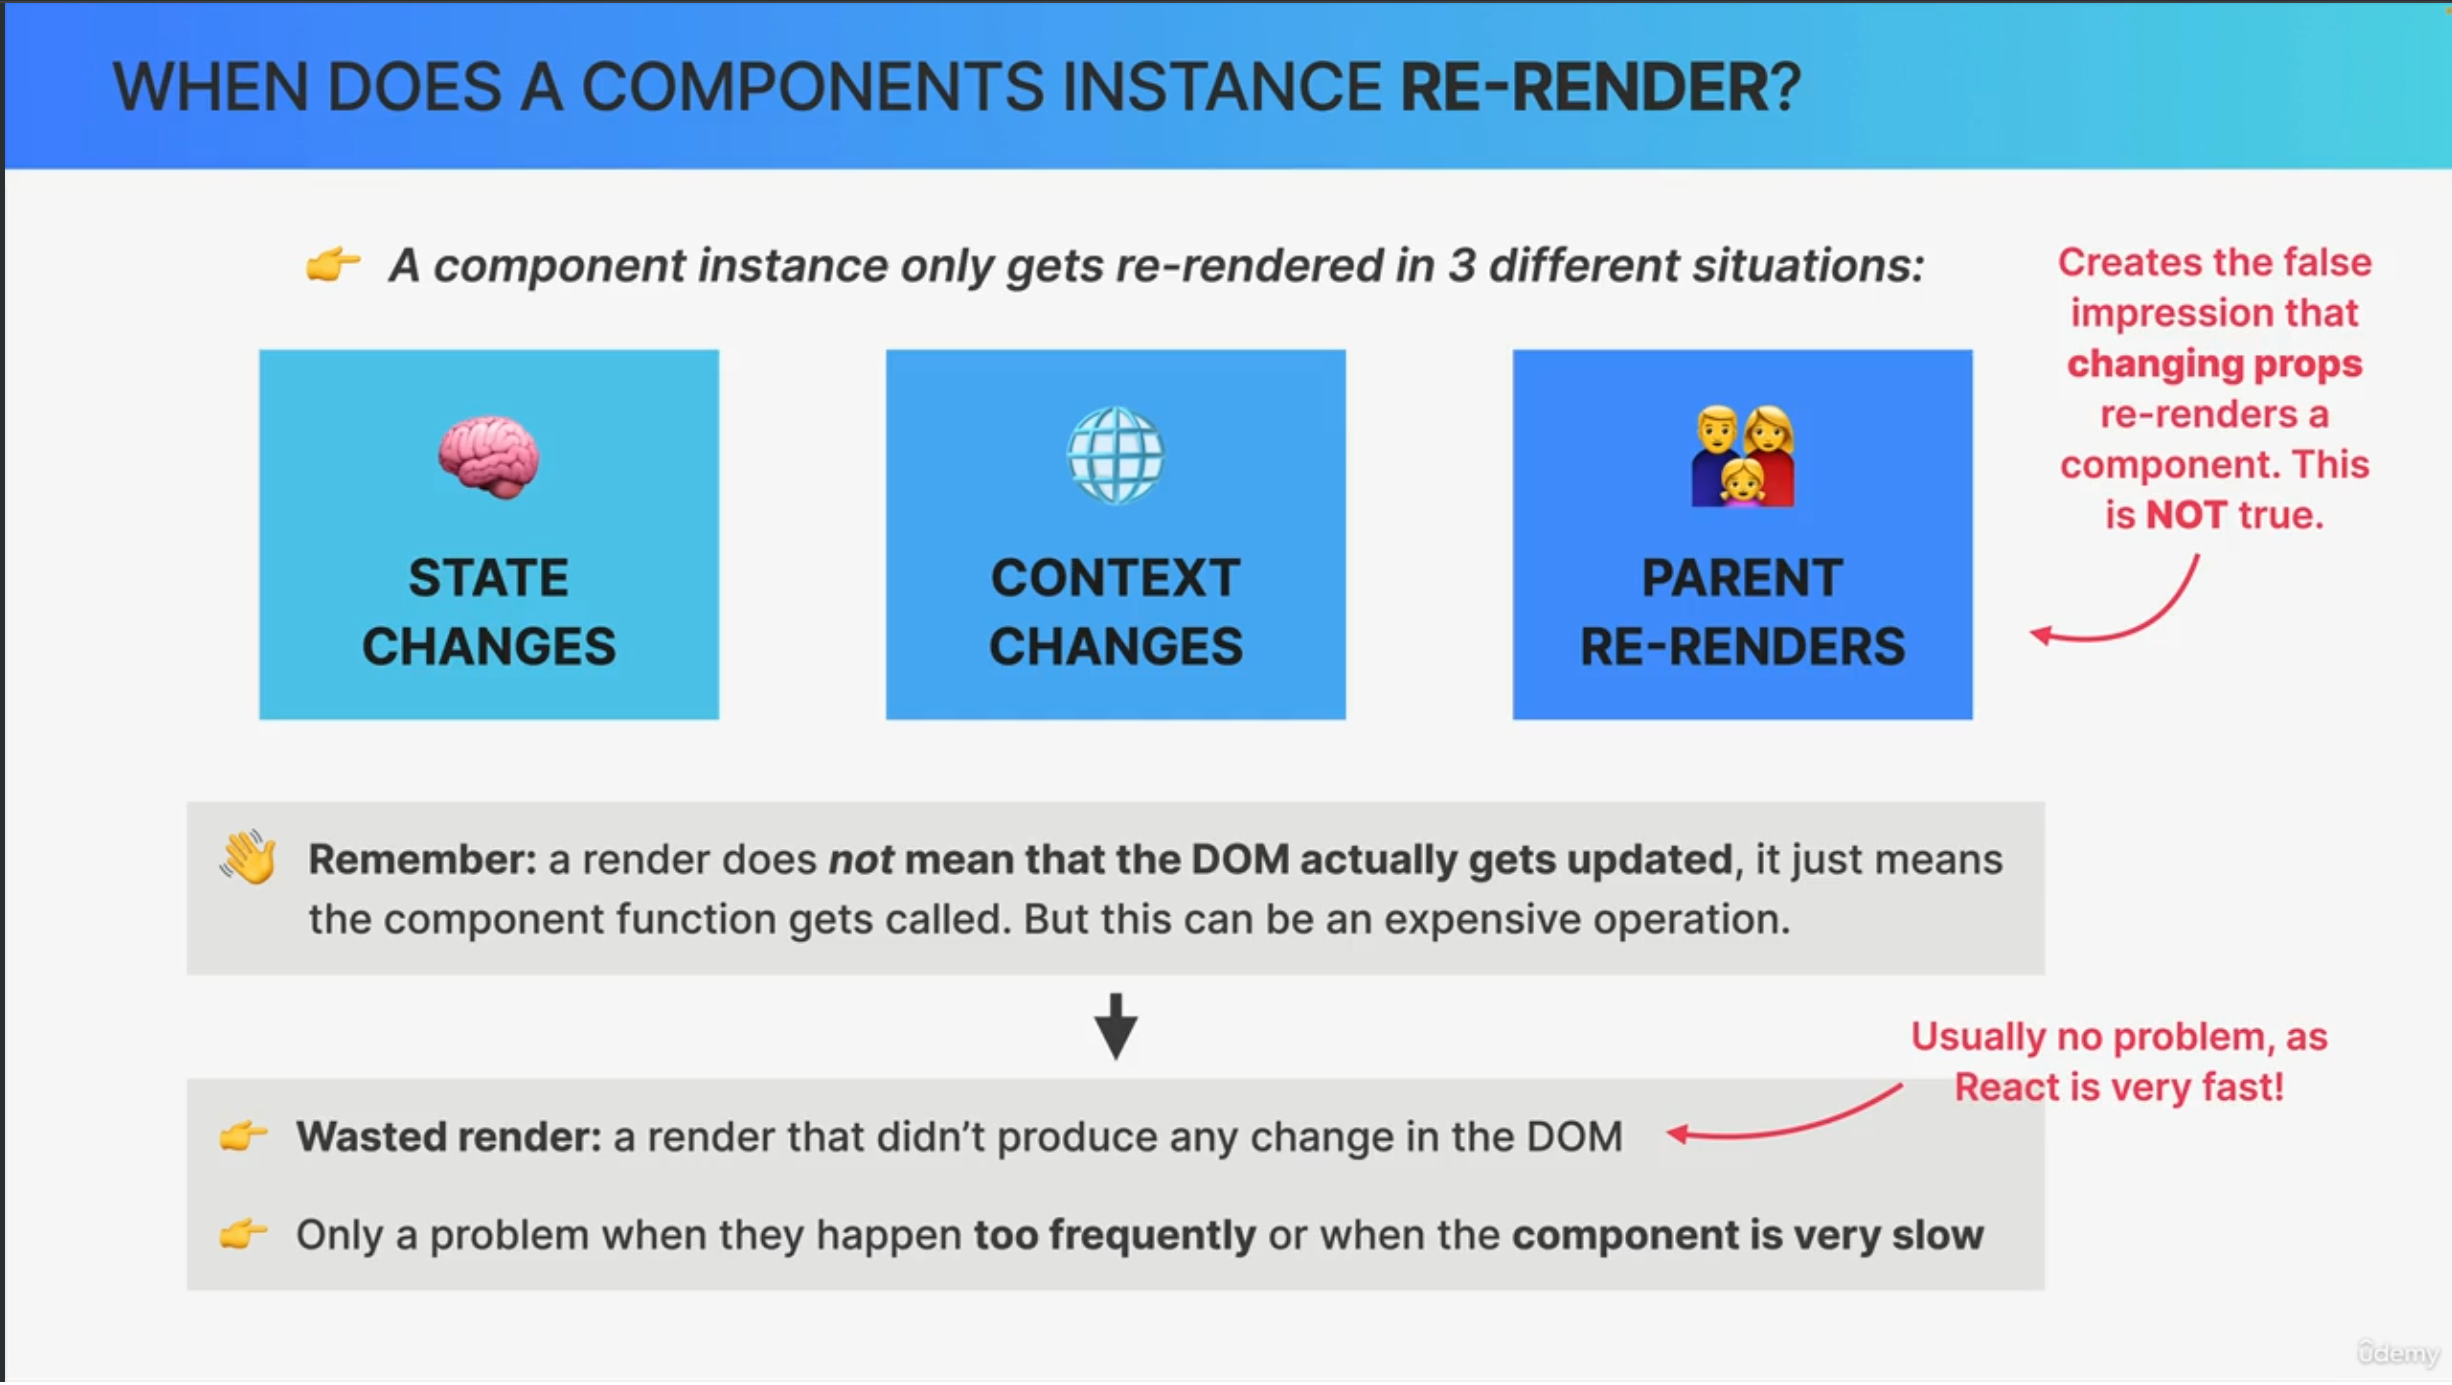 WHEN DOES A COMPONENTS INSTANCE RE-RENDER?
A component instance only gets re-rendered in 3 different situations:
STATE
CHANGES
CONTEXT
CHANGES
PARENT
RE-RENDERS
Creates the false
impression that
changing props
re-renders a
component. This
is NOT true.
Remember: a render does not mean that the DOM actually gets updated, it just means
the component function gets called. But this can be an expensive operation.
Usually no problem, as
React is very fast!
Wasted render: a render that didn’t produce any change in the DOM
Only a problem when they happen too frequently or when the component is very slow
ûdemy